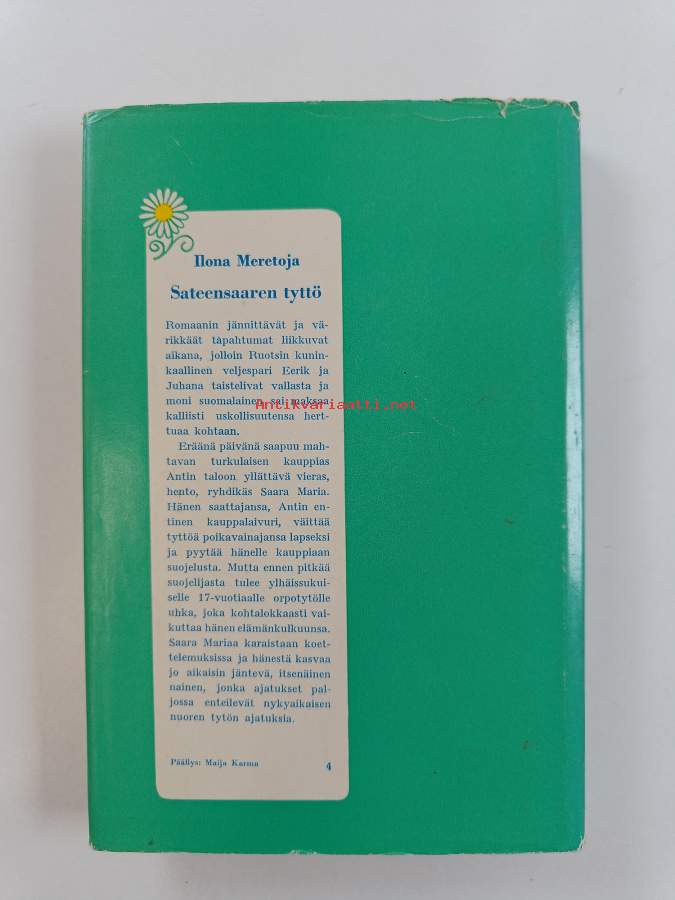 Ilona Meretoja
Sateensaaren tyttö
Romaanin jännittävät ja vä-
rikkäät tapahtumat liikkuvat
aikana, jolloin Ruotsin kunin-
kaallinen veljespari Eerik ja
Juhana taistelivat vallasta ja
moni suomalainen sai maksaa
Antikvariaatti.net
kalliisti uskollisuutensa hert-
tuaa kohtaan.
Eräänä päivänä saapuu mah-
tavan turkulaisen kauppias
Antin taloon yllättävä vieras,
hento, ryhdikäs Saara Maria.
Hänen saattajansa, Antin en-
tinen kauppalaivuri, väittää
tyttöä poikavainajansa lapseksi
ja pyytää hänelle kauppiaan
suojelusta. Mutta ennen pitkää
suojelijasta tulee ylhäissukui-
selle 17-vuotiaalle orpotytölle
uhka, joka kohtalokkaasti vai-
kuttaa hänen elämänkulkuunsa.
Saara Mariaa karaistaan koet-
telemuksissa ja hänestä kasvaa
jo aikaisin jäntevä, itsenäinen
nainen, jonka ajatukset pal-
jossa enteilevät nykyaikaisen
nuoren tytön ajatuksia.
Päällys: Maija Karma 4